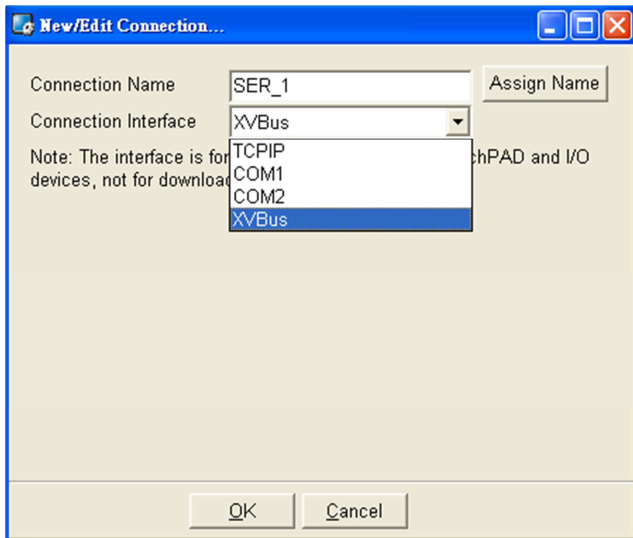 New/Edit Connection...
Connection Name SER_1 Assign Name
Connection Interface XVBus
TCPIP
COM1
COM2
XVBus
Note: The interface is for chPAD and I/O
devices, not for downloa
OK Cancel